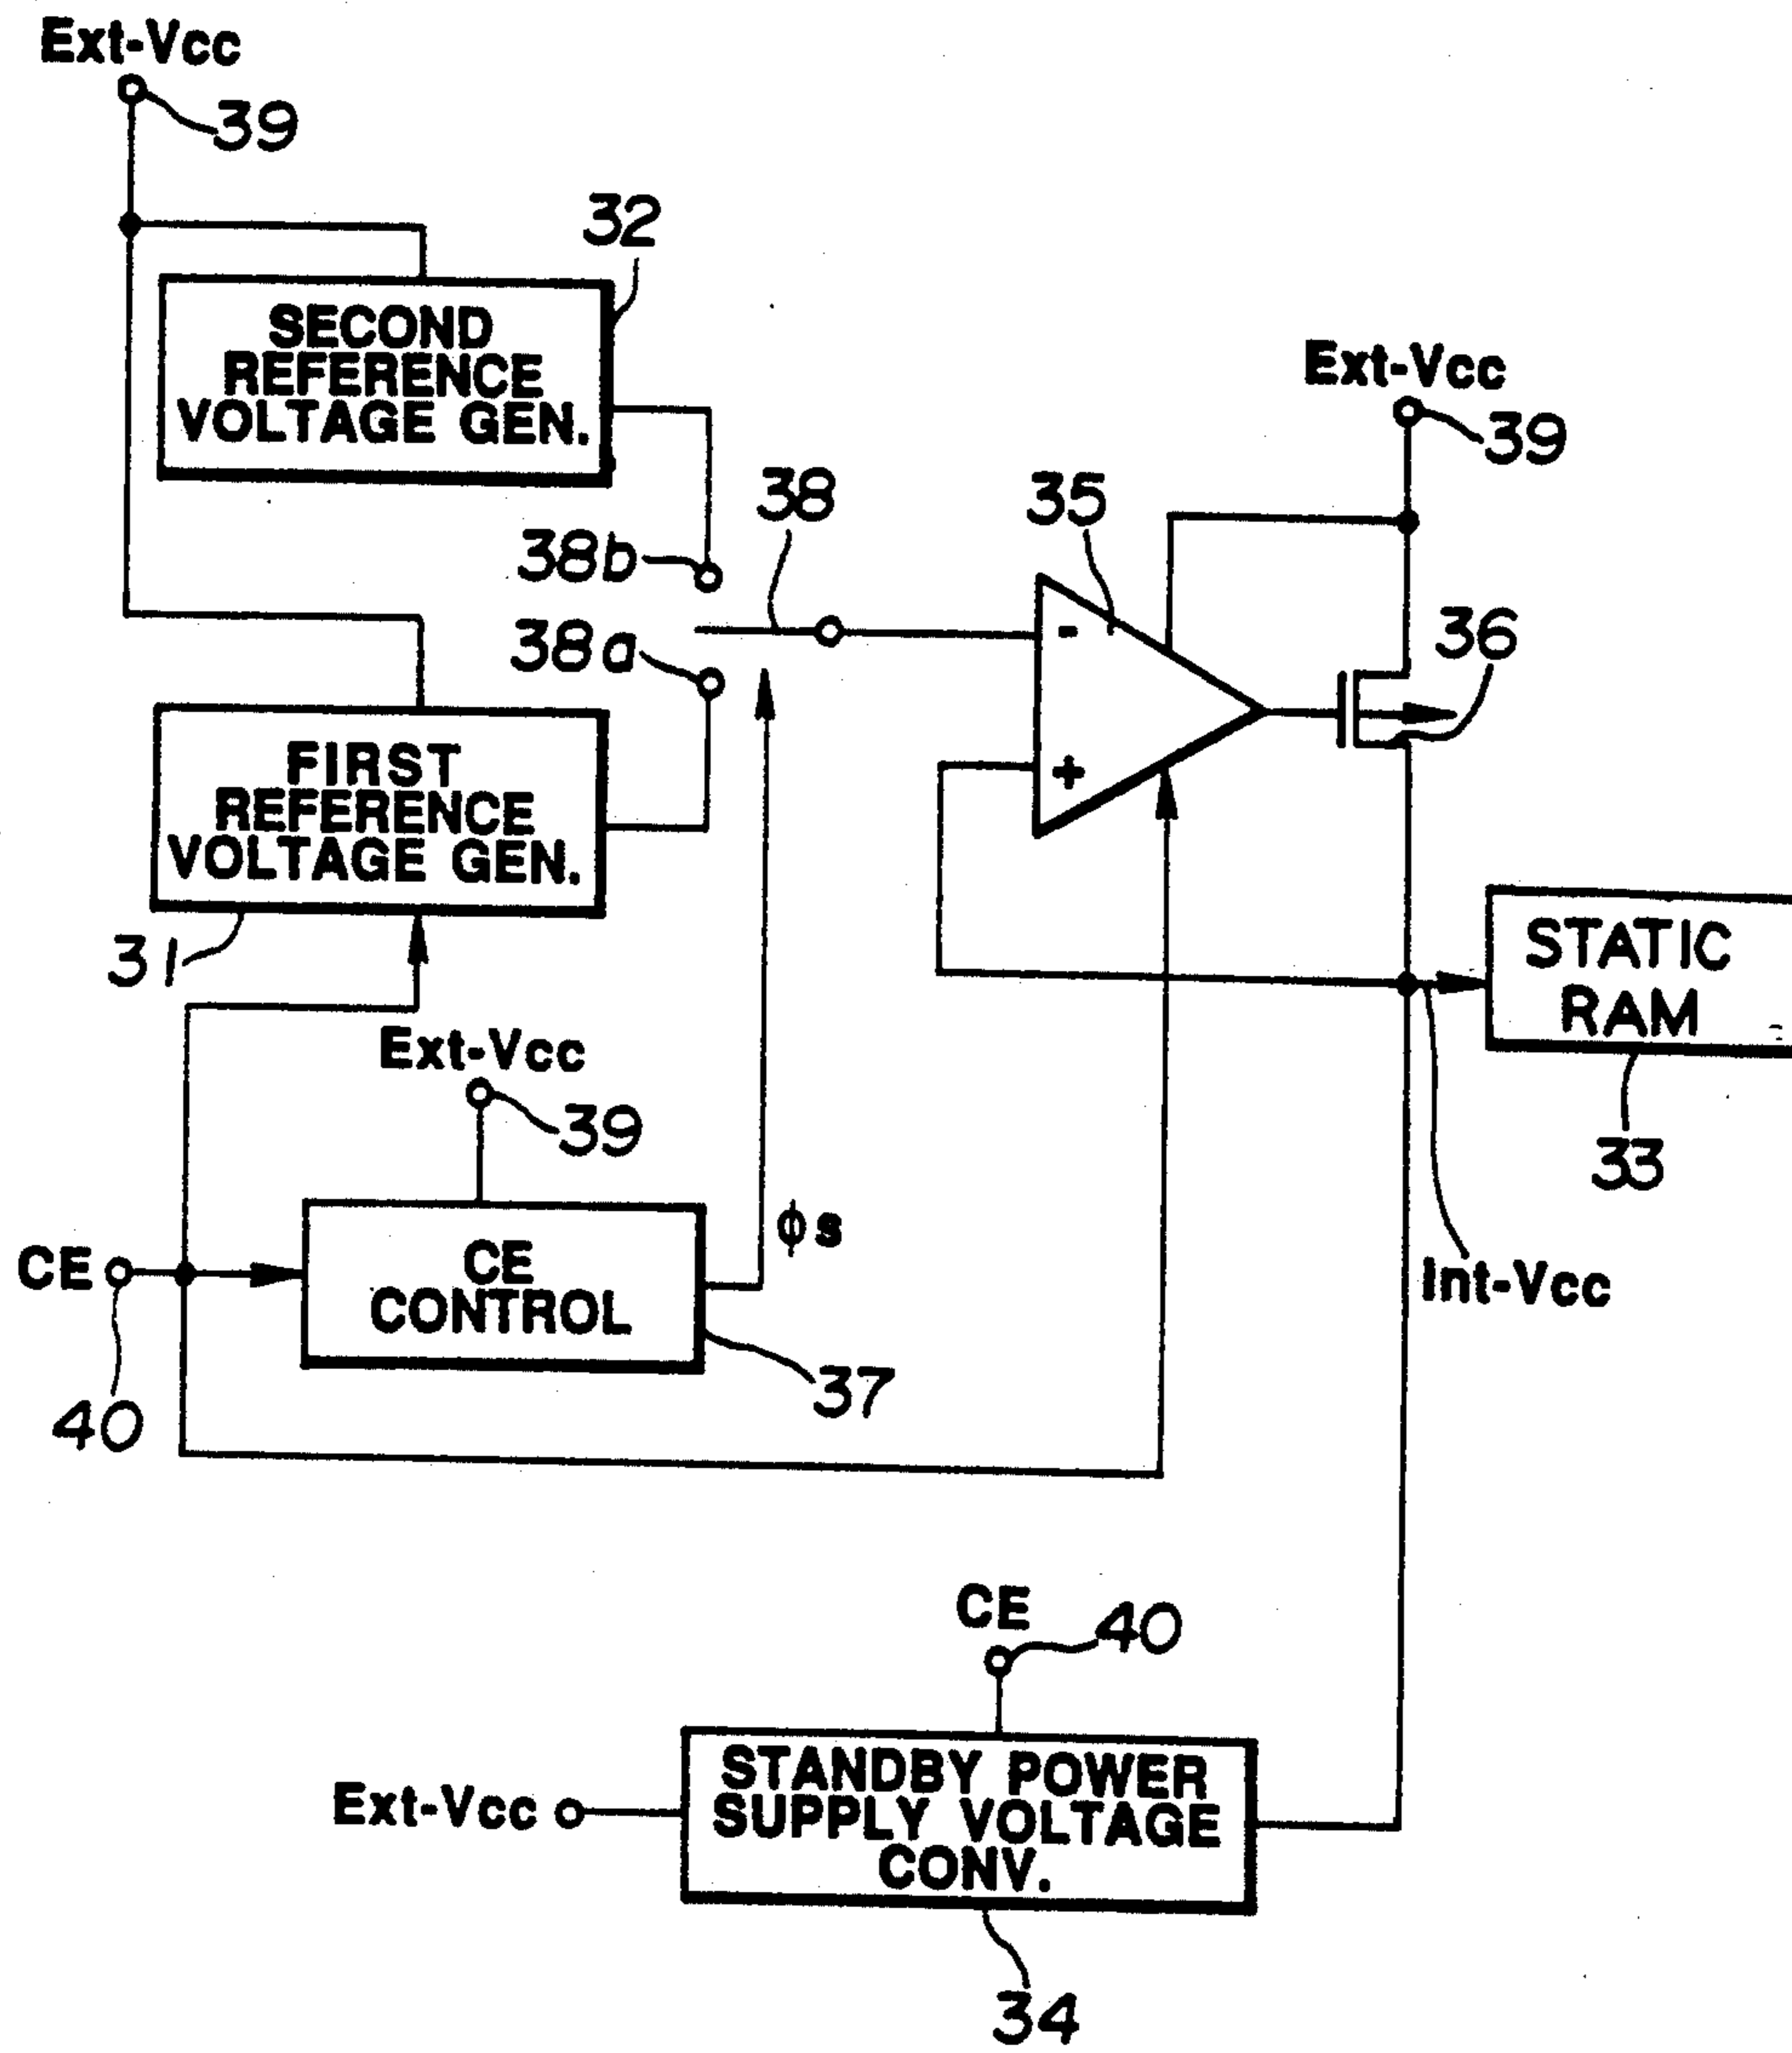 Ext-Vcc
39
32
SECOND
REFERENCE
VOLTAGE GEN.
Ext-Vcc
39
38
35
38b
38a
-
36
+
FIRST
REFERENCE
VOLTAGE GEN.
31
STATIC
RAM
33
Ext-Vcc
39
φs
CE
CE
CONTROL
Int-Vcc
37
40
CE
40
Ext-Vcc
STANDBY POWER
SUPPLY VOLTAGE
CONV.
34